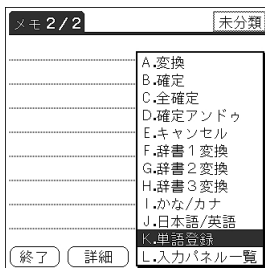 メモ 2/2
未分類
A.変換
B.確定
C.全確定
D.確定アンドゥ
E.キャンセル
F.辞書1変換
G.辞書2変換
H.辞書3変換
I.かな/カナ
J.日本語/英語
K.単語登録
L.入力パネル一覧
終了
詳細